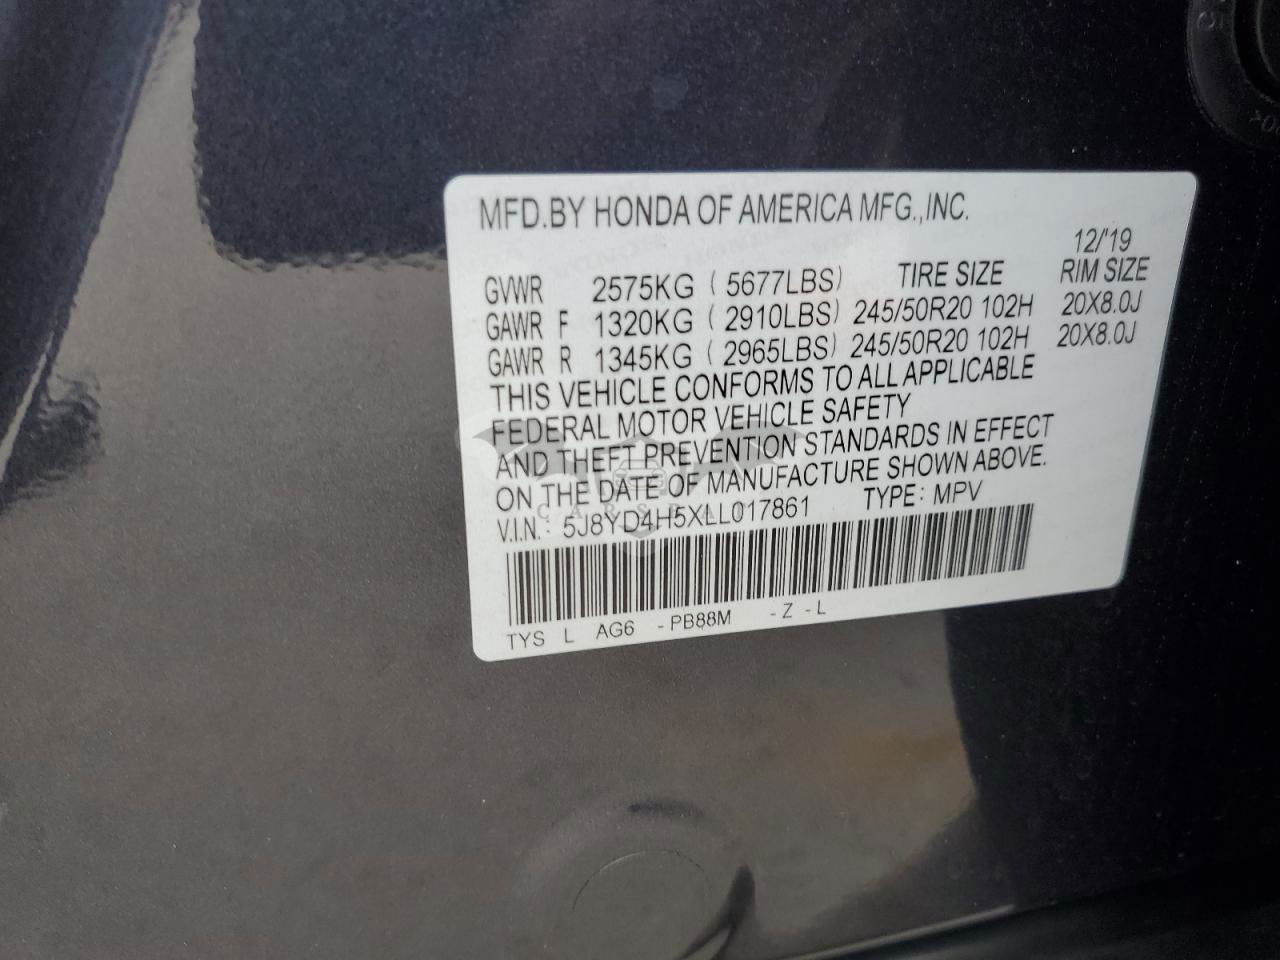 MFD.BY HONDA OF AMERICA MFG.,INC.
12/'19
GVWR 2575KG (5677LBS) TIRE SIZE RIM SIZE
GAWR F 1320KG (2910LBS) 245/50R20 102H 20X8.0J
GAWR R 1345KG (2965LBS) 245/50R20 102H 20X8.0J
THIS VEHICLE CONFORMS TO ALL APPLICABLE
FEDERAL MOTOR VEHICLE SAFETY
AND THEFT PREVENTION STANDARDS IN EFFECT
ON THE DATE OF MANUFACTURE SHOWN ABOVE.
V.I.N.: 5J8YD4H5XLL017861 TYPE: MPV
TYS L AG6 -PB88M -Z -L